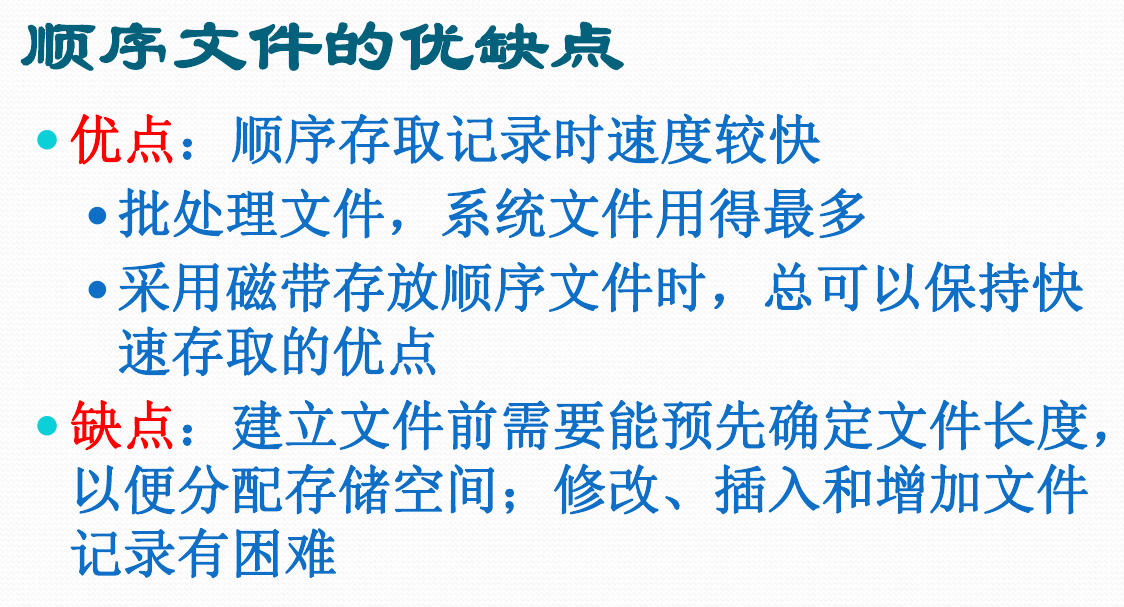 顺序文件的优缺点
优点：顺序存取记录时速度较快
批处理文件，系统文件用得最多
采用磁带存放顺序文件时，总可以保持快
速存取的优点
缺点：建立文件前需要能预先确定文件长度，
以便分配存储空间；修改、插入和增加文件
记录有困难